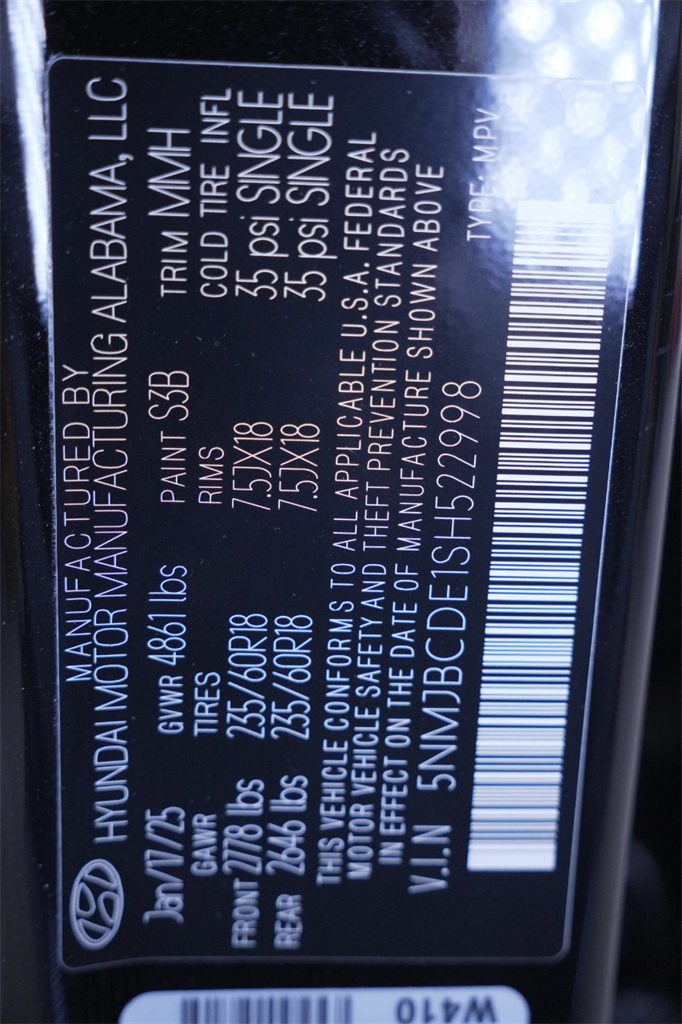 MANUFACTURED BY
HYUNDAI MOTOR MANUFACTURING ALABAMA, LLC
Jan/17/25 GVWR 4861 lbs PAINT S3B TRIM MMH
GAWR TIRES RIMS COLD TIRE INFL
FRONT 2778 lbs 235/60R18 7.5JX18 35 psi SINGLE
REAR 2646 lbs 235/60R18 7.5JX18 35 psi SINGLE
THIS VEHICLE CONFORMS TO ALL APPLICABLE U.S.A. FEDERAL
MOTOR VEHICLE SAFETY AND THEFT PREVENTION STANDARDS
IN EFFECT ON THE DATE OF MANUFACTURE SHOWN ABOVE
V.I.N 5NMJBCDE1SH522998
TYPE: MPV
W410